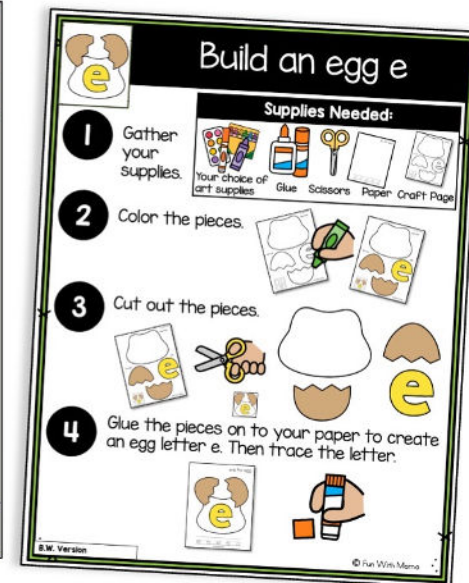 Build an egg e
Supplies Needed:
Your choice of
art supplies
Glue
Scissors
Paper
Craft Page
1
Gather
your
supplies.
2
Color the pieces.
3
Cut out the pieces.
4
Glue the pieces on to your paper to create
an egg letter e. Then trace the letter.
B.W. Version
© Fun With Mama